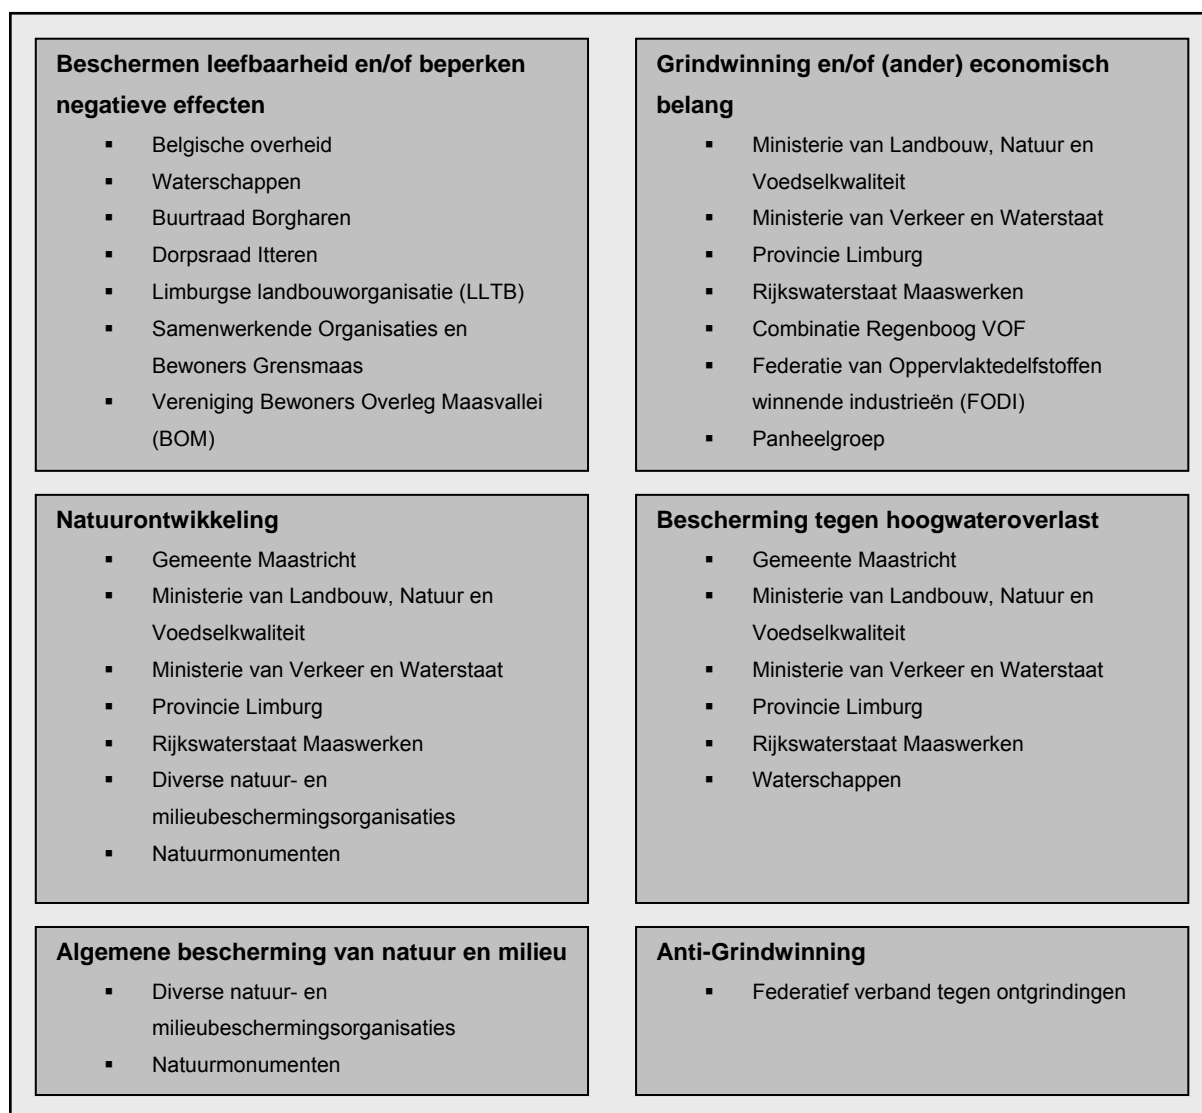 Beschermen leefbaarheid en/of beperken
negatieve effecten
▪ Belgische overheid
▪ Waterschappen
▪ Buurtraad Borgharen
▪ Dorpsraad Itteren
▪ Limburgse landbouworganisatie (LLTB)
▪ Samenwerkende Organisaties en
Bewoners Grensmaas
▪ Vereniging Bewoners Overleg Maasvallei
(BOM)
Grindwinning en/of (ander) economisch
belang
▪ Ministerie van Landbouw, Natuur en
Voedselkwaliteit
▪ Ministerie van Verkeer en Waterstaat
▪ Provincie Limburg
▪ Rijkswaterstaat Maaswerken
▪ Combinatie Regenboog VOF
▪ Federatie van Oppervlaktedelfstoffen
winnende industrieën (FODI)
▪ Panheelgroep
Natuurontwikkeling
▪ Gemeente Maastricht
▪ Ministerie van Landbouw, Natuur en
Voedselkwaliteit
▪ Ministerie van Verkeer en Waterstaat
▪ Provincie Limburg
▪ Rijkswaterstaat Maaswerken
▪ Diverse natuur- en
milieubeschermingsorganisaties
▪ Natuurmonumenten
Bescherming tegen hoogwateroverlast
▪ Gemeente Maastricht
▪ Ministerie van Landbouw, Natuur en
Voedselkwaliteit
▪ Ministerie van Verkeer en Waterstaat
▪ Provincie Limburg
▪ Rijkswaterstaat Maaswerken
▪ Waterschappen
Algemene bescherming van natuur en milieu
▪ Diverse natuur- en
milieubeschermingsorganisaties
▪ Natuurmonumenten
Anti-Grindwinning
▪ Federatief verband tegen ontgrindingen